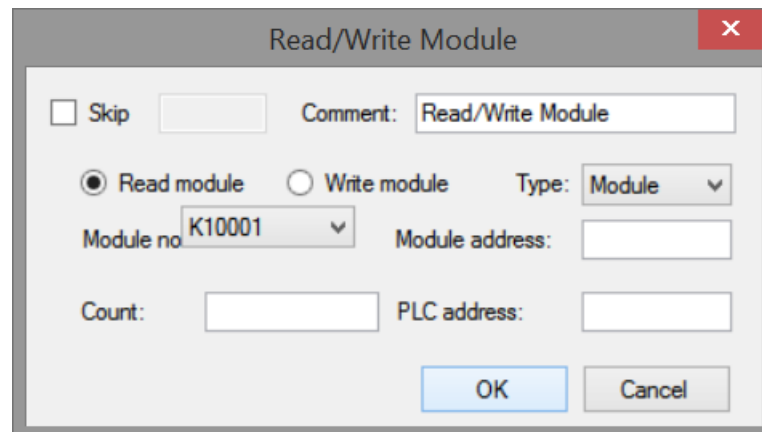 Read/Write Module
Skip Comment: Read/Write Module
Read module Write module Type: Module
Module no K10001 Module address:
Count: PLC address:
OK Cancel